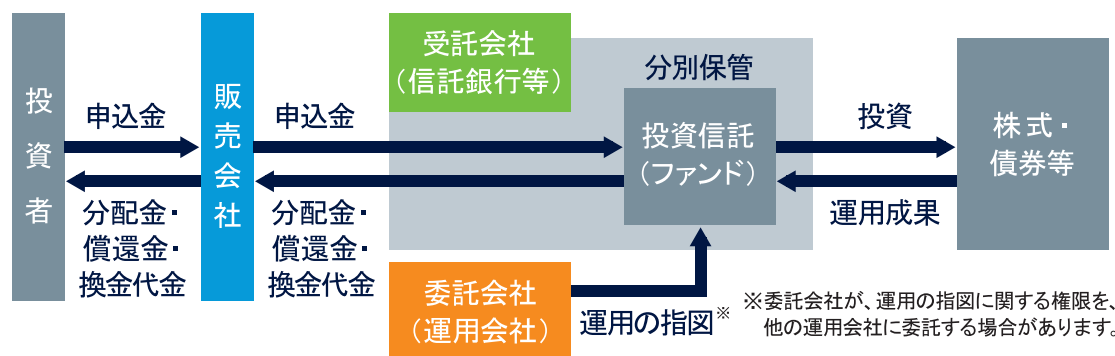 投資者
申込金
分配金・
償還金・
換金代金
販売会社
申込金
分配金・
償還金・
換金代金
受託会社
（信託銀行等）
分別保管
投資信託
（ファンド）
委託会社
（運用会社）
運用の指図※
投資
運用成果
株式・
債券等
※委託会社が、運用の指図に関する権限を、
他の運用会社に委託する場合があります。